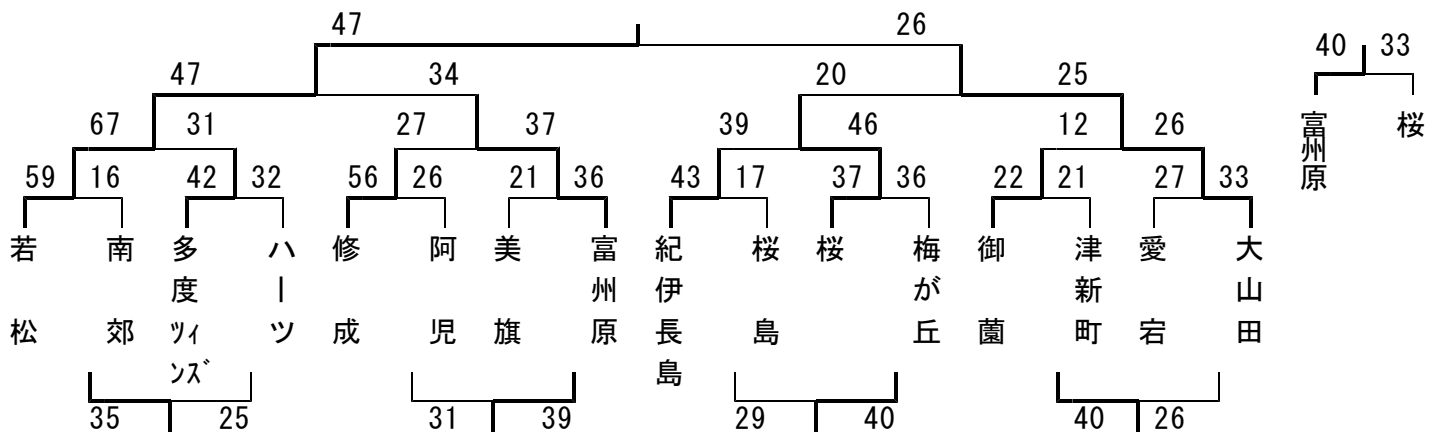 47 26
40 33
47 34 20 25
67 31 27 37 39 46 12 26
富州原 桜
59 16 42 32 56 26 21 36 43 17 37 36 22 21 27 33
若松 南郊 多度ツィンズ ハーツ 修成 阿児 美旗 富州原 紀伊長島 桜島 桜 梅が丘 御薗 津新町 愛宕 大山田
35 25 31 39 29 40 40 26